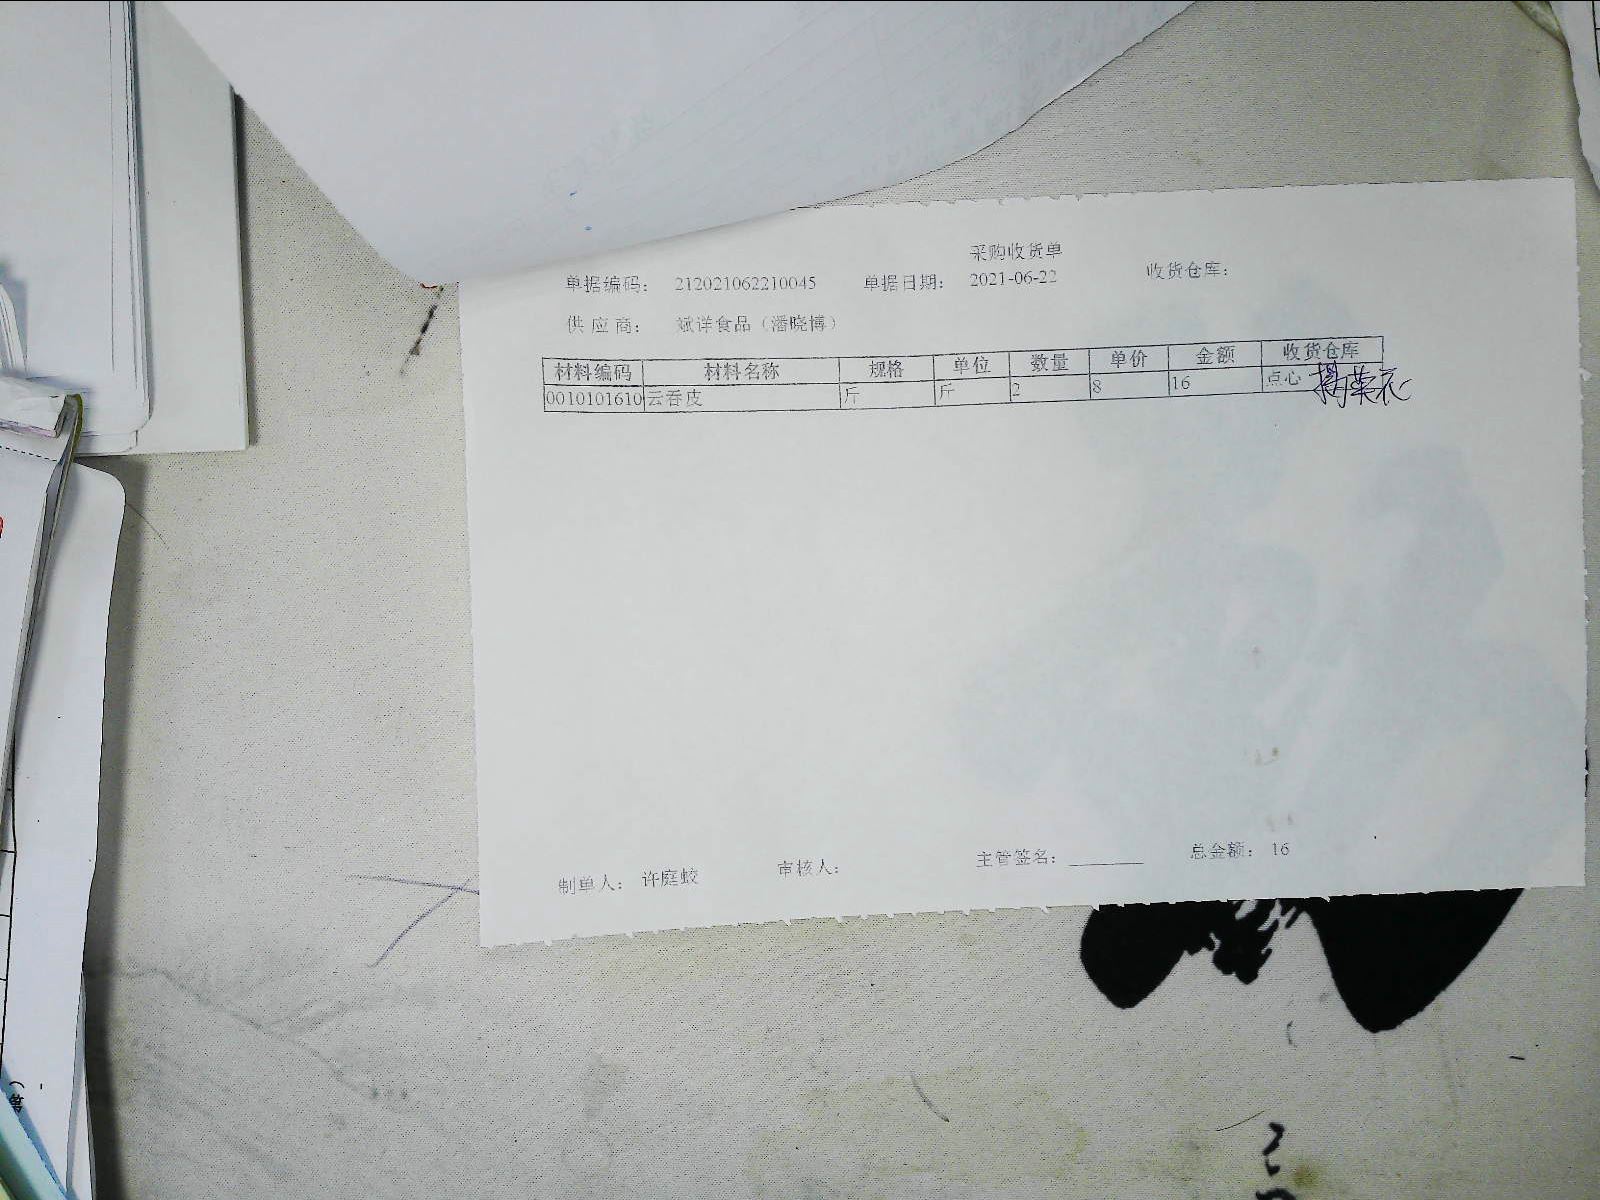 采购收货单
单据编码： 212021062210045 单据日期： 2021-06-22 收货仓库：
供应商： 斌详食品（潘晓博）
材料编码 材料名称 规格 单位 数量 单价 金额 收货仓库
0010101610 云吞皮 斤 斤 2 8 16 点心
制单人： 许庭蛟 审核人： 主管签名： ________ 总金额： 16